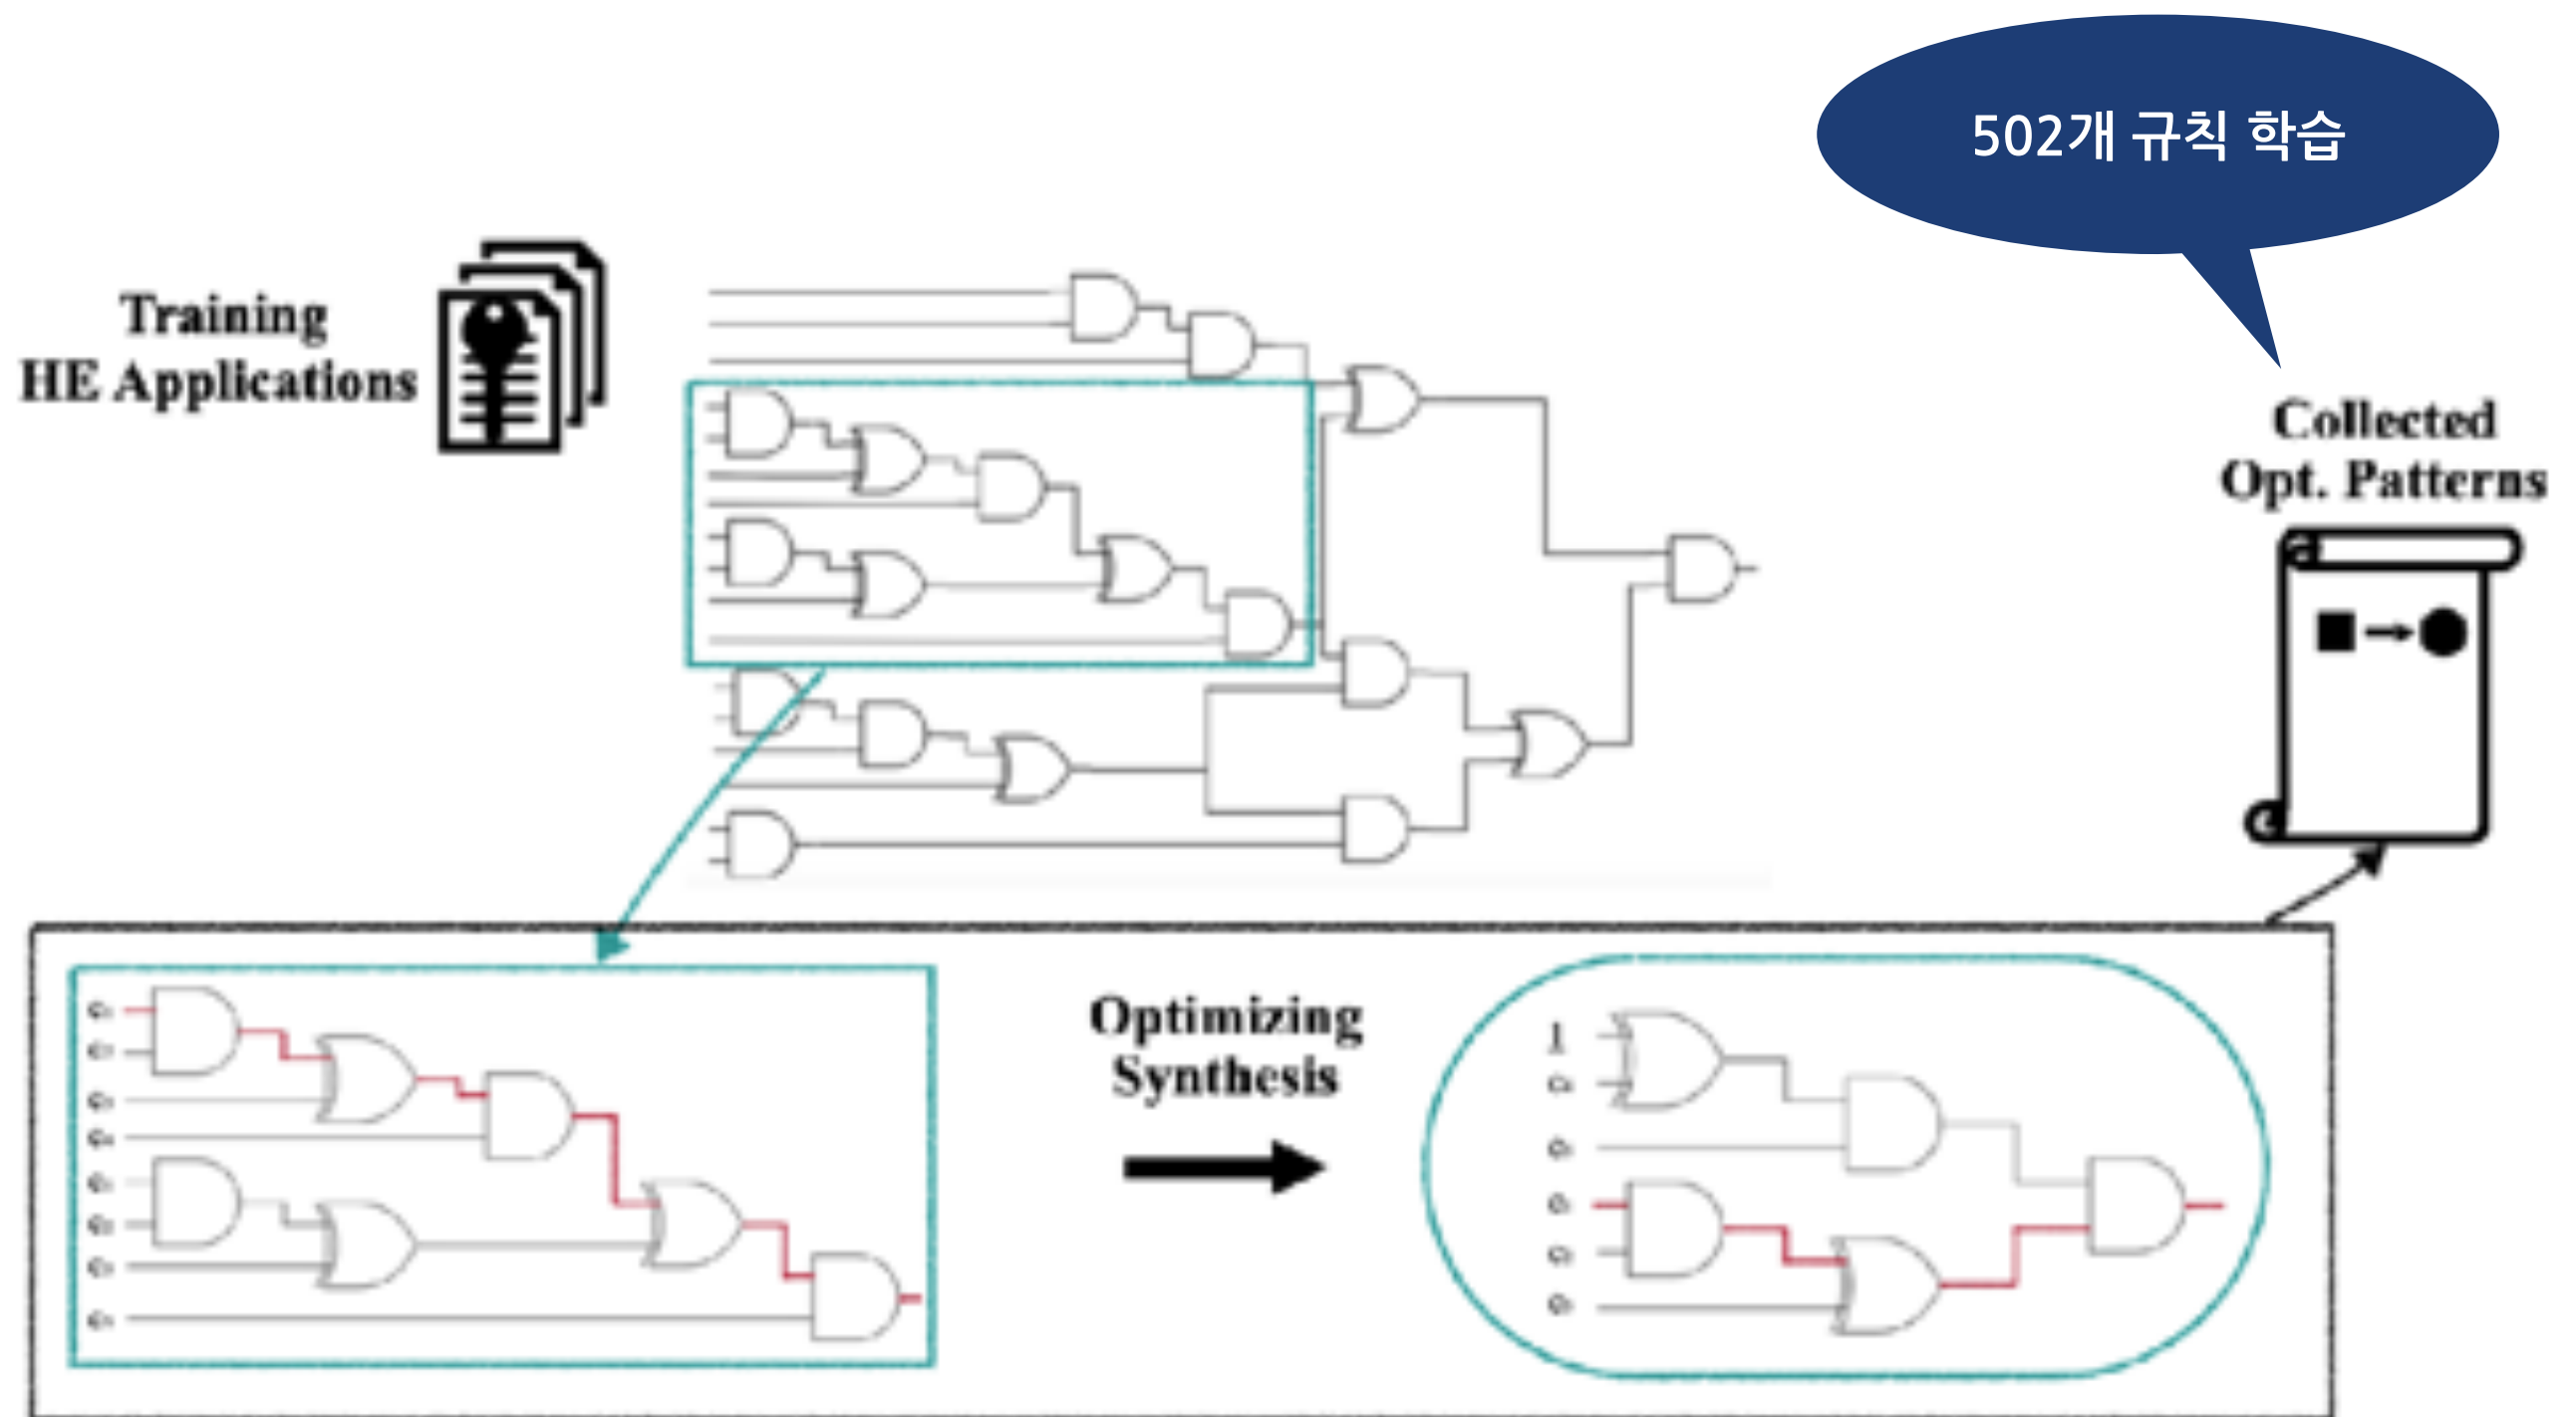 502개 규칙 학습
Training
HE Applications
Collected
Opt. Patterns
Optimizing
Synthesis
1